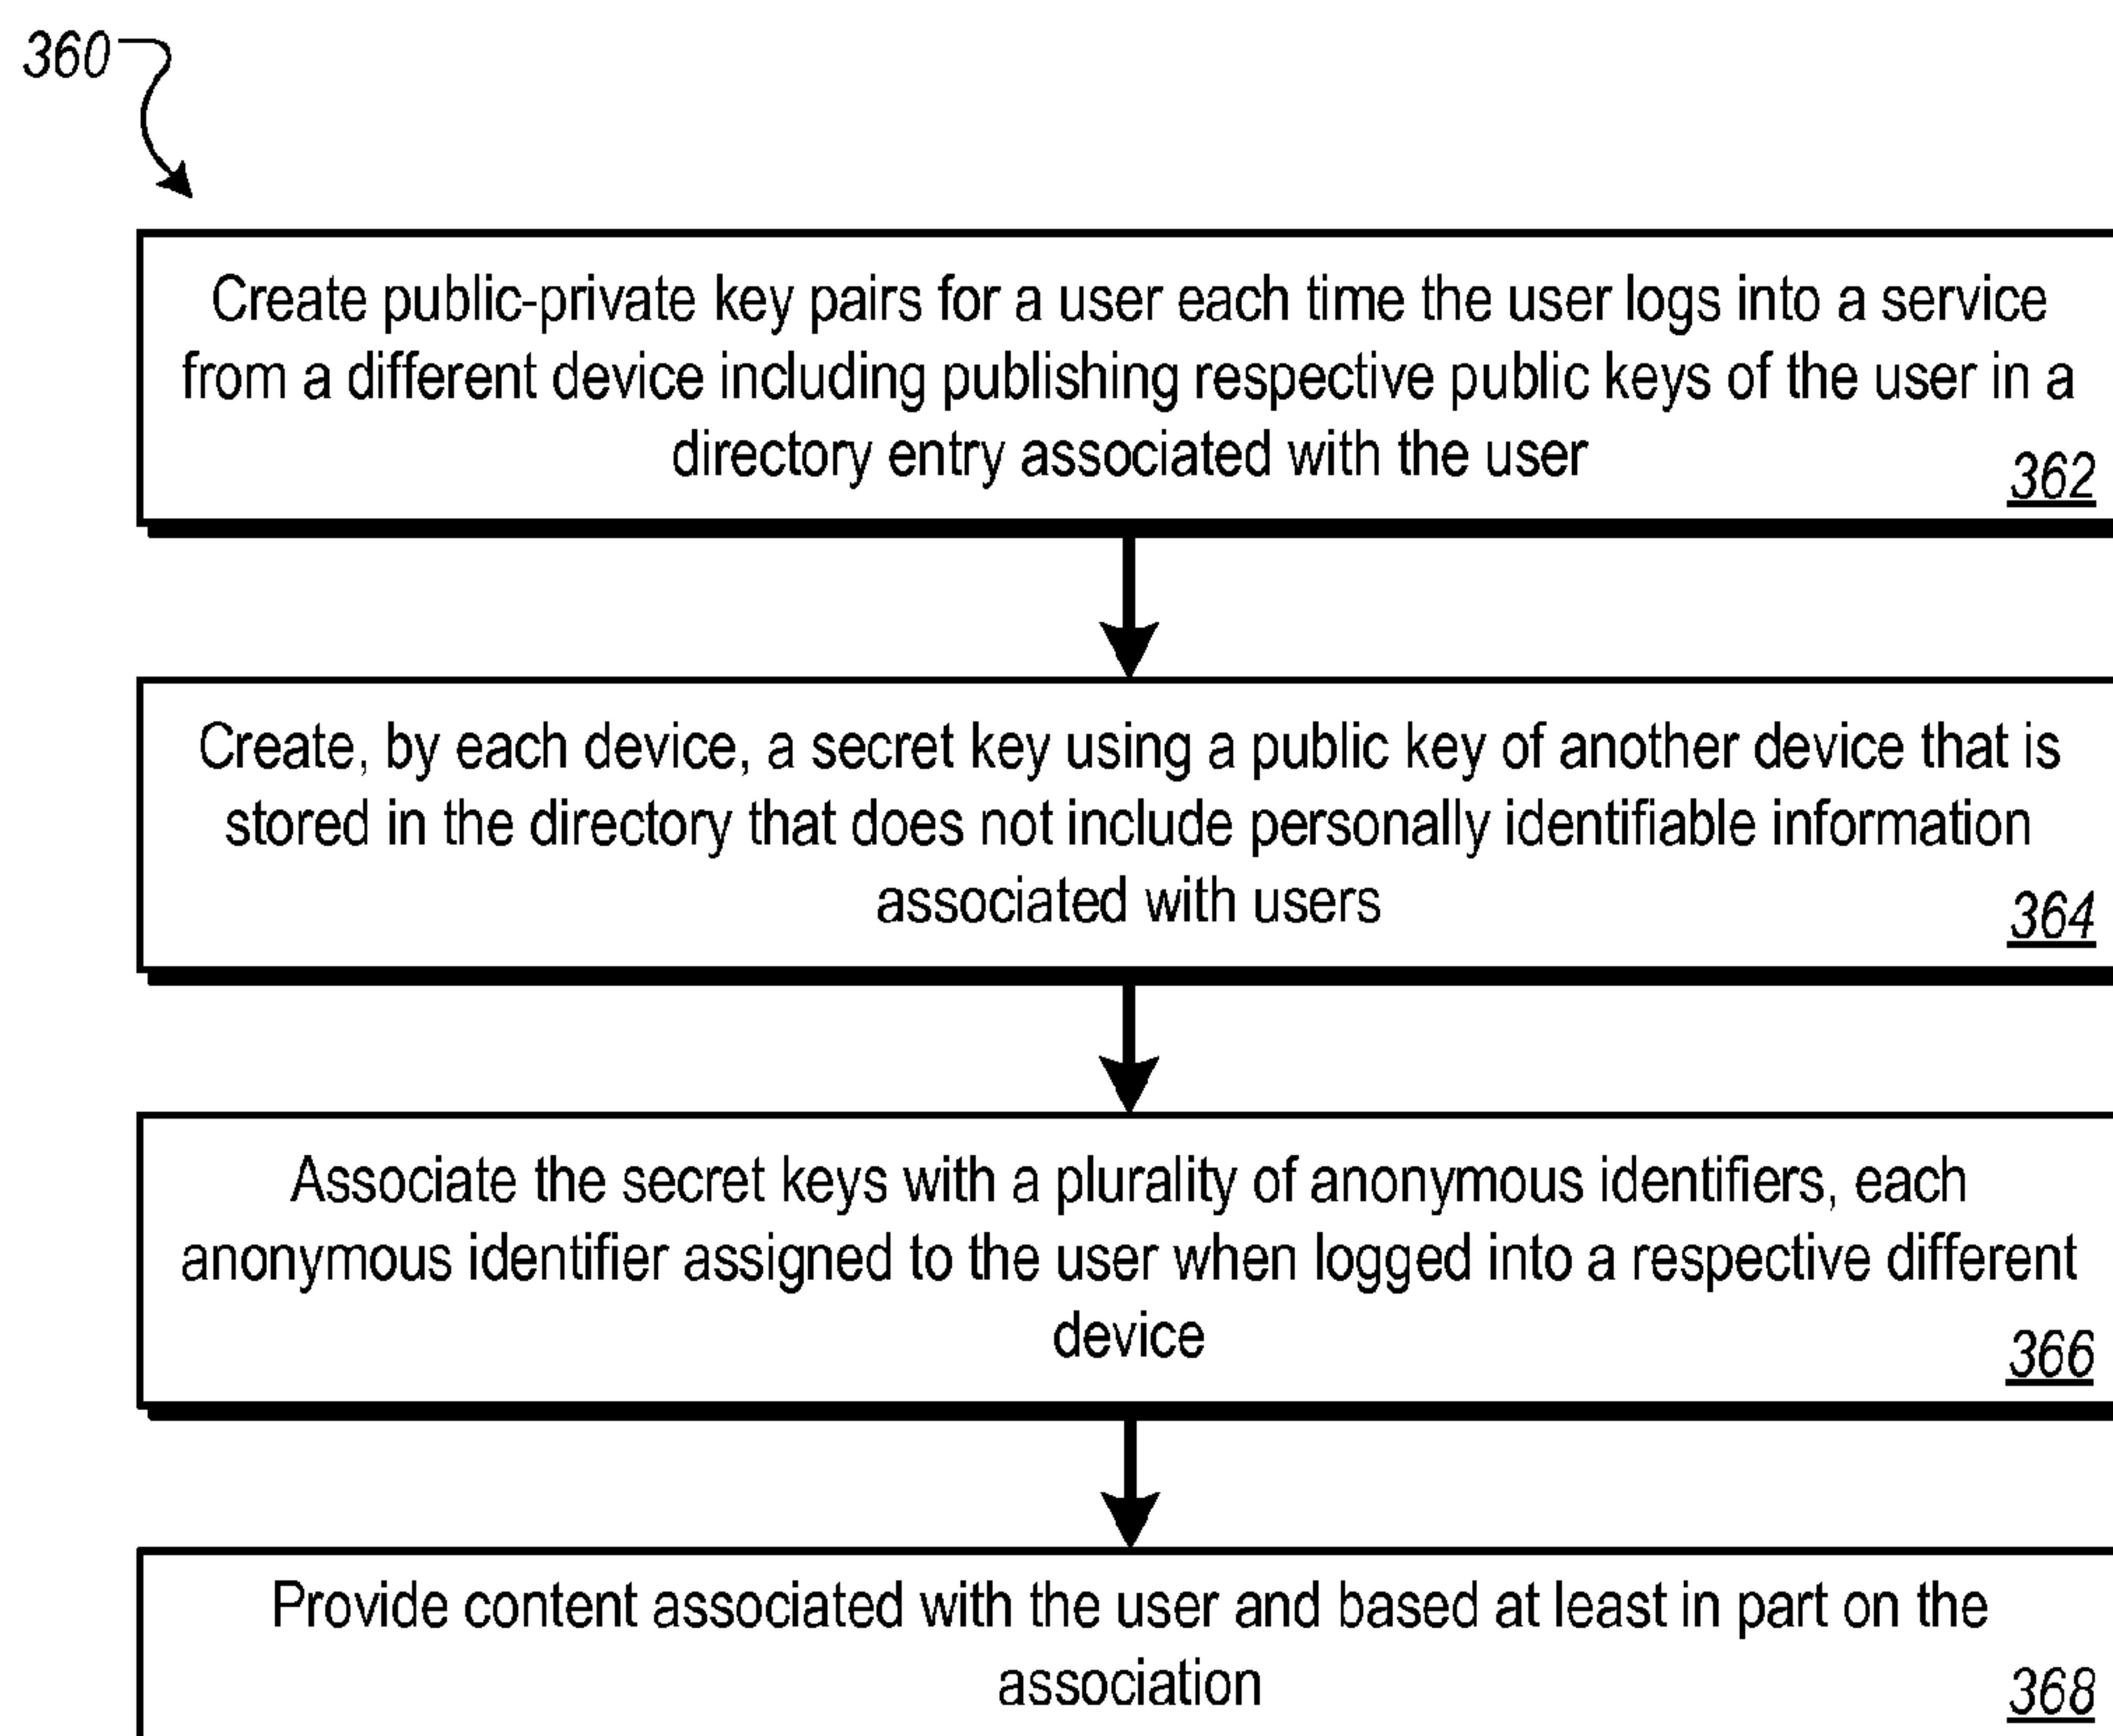 360
Create public-private key pairs for a user each time the user logs into a service
from a different device including publishing respective public keys of the user in a
directory entry associated with the user
362
Create, by each device, a secret key using a public key of another device that is
stored in the directory that does not include personally identifiable information
associated with users
364
Associate the secret keys with a plurality of anonymous identifiers, each
anonymous identifier assigned to the user when logged into a respective different
device
366
Provide content associated with the user and based at least in part on the
association
368